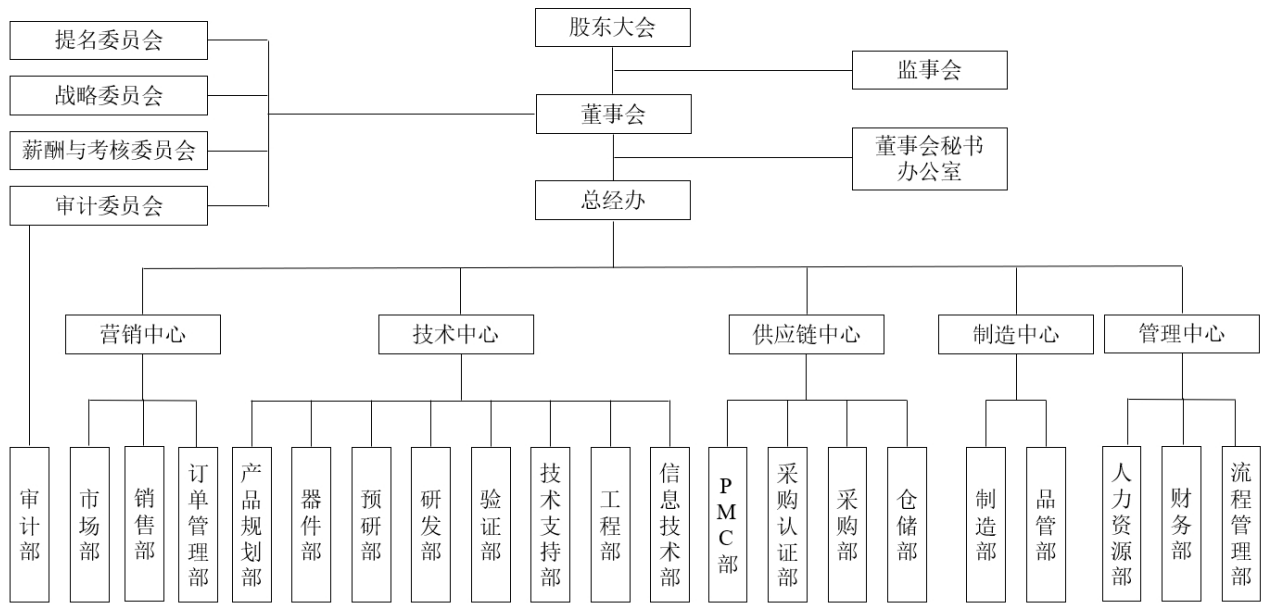 股东大会
提名委员会
监事会
战略委员会
董事会
薪酬与考核委员会
董事会秘书
办公室
审计委员会
总经办
营销中心
技术中心
供应链中心
制造中心
管理中心
审计部
市场部
销售部
订单管理部
产品规划部
器件部
预研部
研发部
验证部
技术支持部
工程部
信息技术部
PMC部
采购认证部
采购部
仓储部
制造部
品管部
人力资源部
财务部
流程管理部